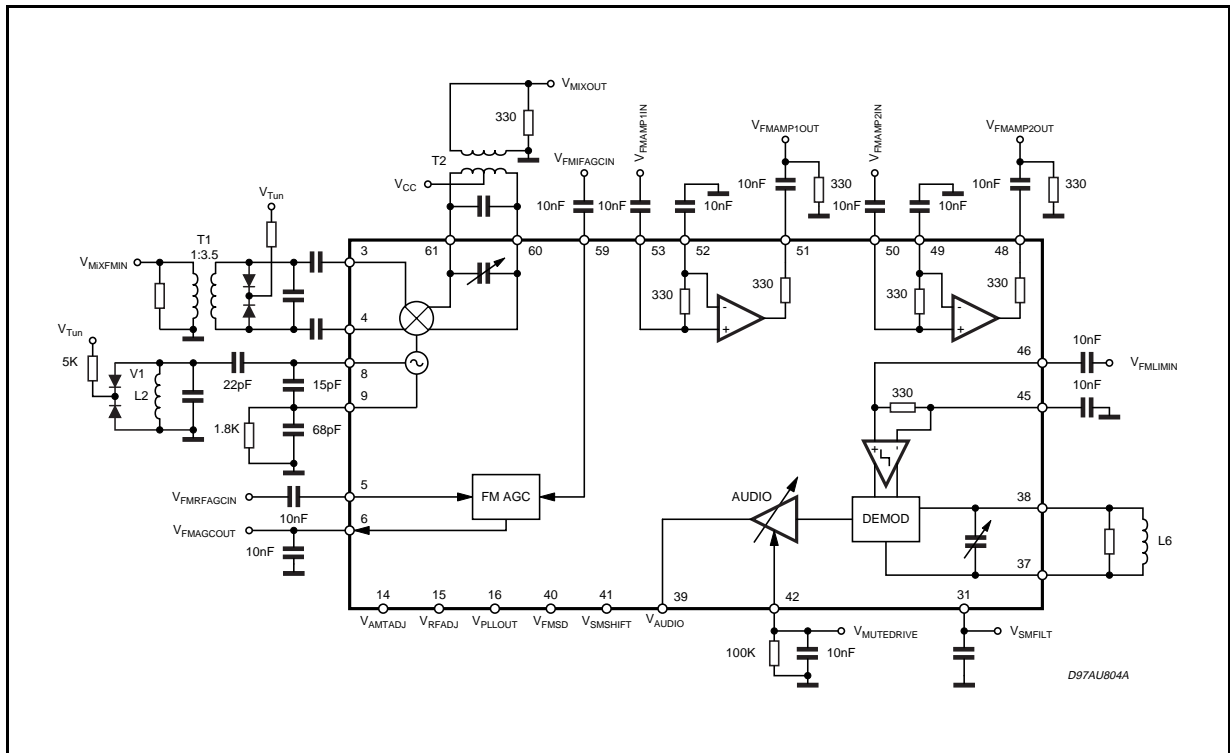 VMIXOUT
330
VFMAMP1IN
VFMAMP1OUT
VFMAMP2IN
VFMAMP2OUT
T2
VFMIFAGCIN
VCC
10nF
10nF
10nF
10nF
330
10nF
10nF
10nF
330
VTun
T1
1:3.5
VMiXFMIN
3
61
60
59
53
52
51
50
49
48
330
330
330
330
4
VTun
5K
V1
L2
22pF
15pF
8
9
1.8K
68pF
46
10nF
VFMLIMIN
330
45
10nF
VFMRFAGCIN
10nF
5
FM AGC
AUDIO
DEMOD
38
L6
VFMAGCOUT
6
10nF
37
14
15
16
40
41
39
42
31
VAMTADJ
VRFADJ
VPLLOUT
VFMSD
VSMSHIFT
VAUDIO
100K
10nF
VMUTEDRIVE
VSMFILT
D97AU804A